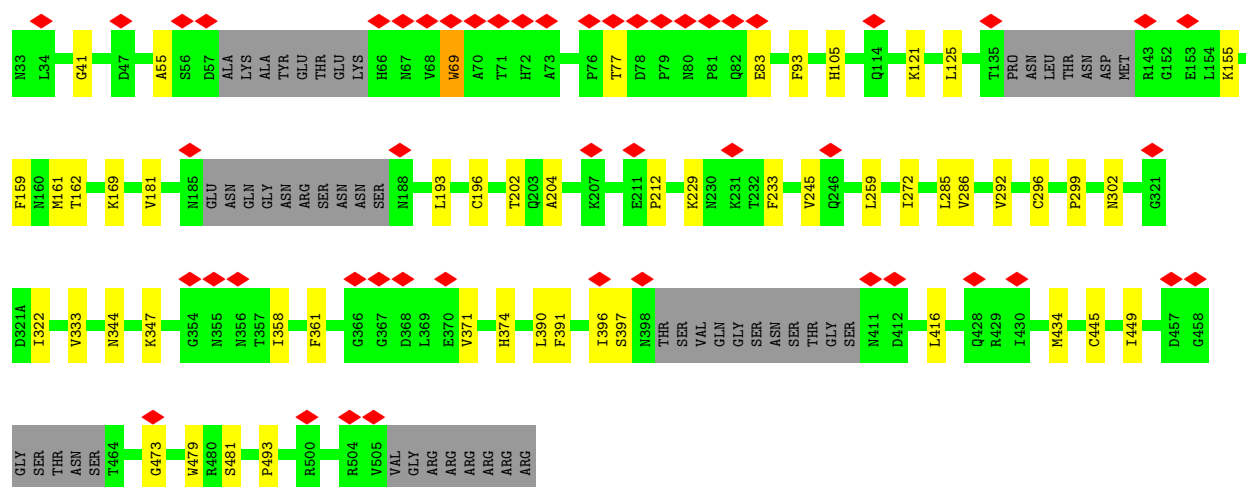 N33 L34 G41 D47 A55 S56 D57 ALA LYS ALA TYR GLU THR GLU LYS H66 N67 V68 W69 A70 T71 H72 A73 P76 T77 D78 P79 N80 P81 Q82 E83 F93 H105 Q114 K121 L125 T135 PRO ASN LEU THR ASN ASP MET R143 G152 E153 L154 K155
F159 N160 M161 T162 K169 V181 N185 GLU ASN GLN GLY ASN ARG SER ASN ASN SER N188 L193 C196 T202 Q203 A204 K207 E211 P212 K229 N230 K231 T232 F233 V245 Q246 L259 I272 L285 V286 V292 C296 P299 N302 G321
D321A I322 V333 N344 K347 G354 N355 N356 T357 I358 F361 G366 G367 D368 L369 E370 V371 H374 L390 F391 I396 S397 N398 THR SER VAL GLN GLY SER ASN SER THR GLY SER N411 D412 L416 Q428 R429 I430 M434 C445 I449 D457 G458
GLY SER THR ASN SER T464 G473 W479 R480 S481 P493 R500 R504 V505 VAL GLY ARG ARG ARG ARG ARG ARG